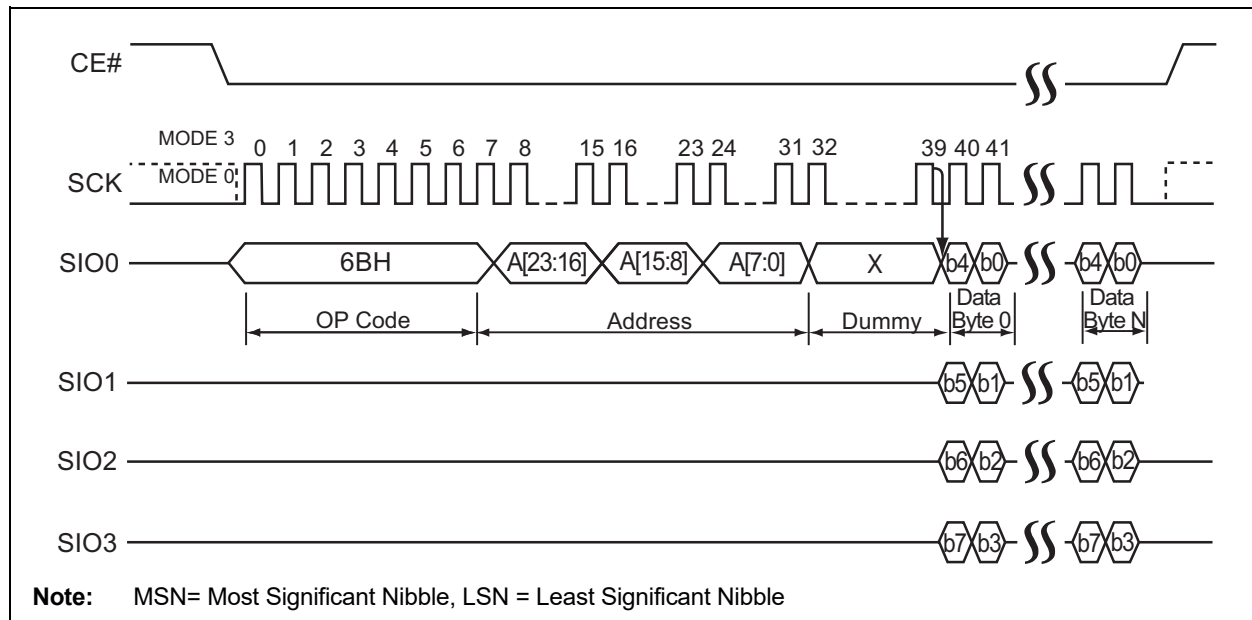 CE#
MODE 3
0 1 2 3 4 5 6 7 8 15 16 23 24 31 32 39 40 41
SCK MODE 0
SIO0 6BH A[23:16] A[15:8] A[7:0] X b4 b0 b4 b0
OP Code Address Dummy Data Byte 0 Data Byte N
SIO1 b5 b1 b5 b1
SIO2 b6 b2 b6 b2
SIO3 b7 b3 b7 b3
Note: MSN= Most Significant Nibble, LSN = Least Significant Nibble